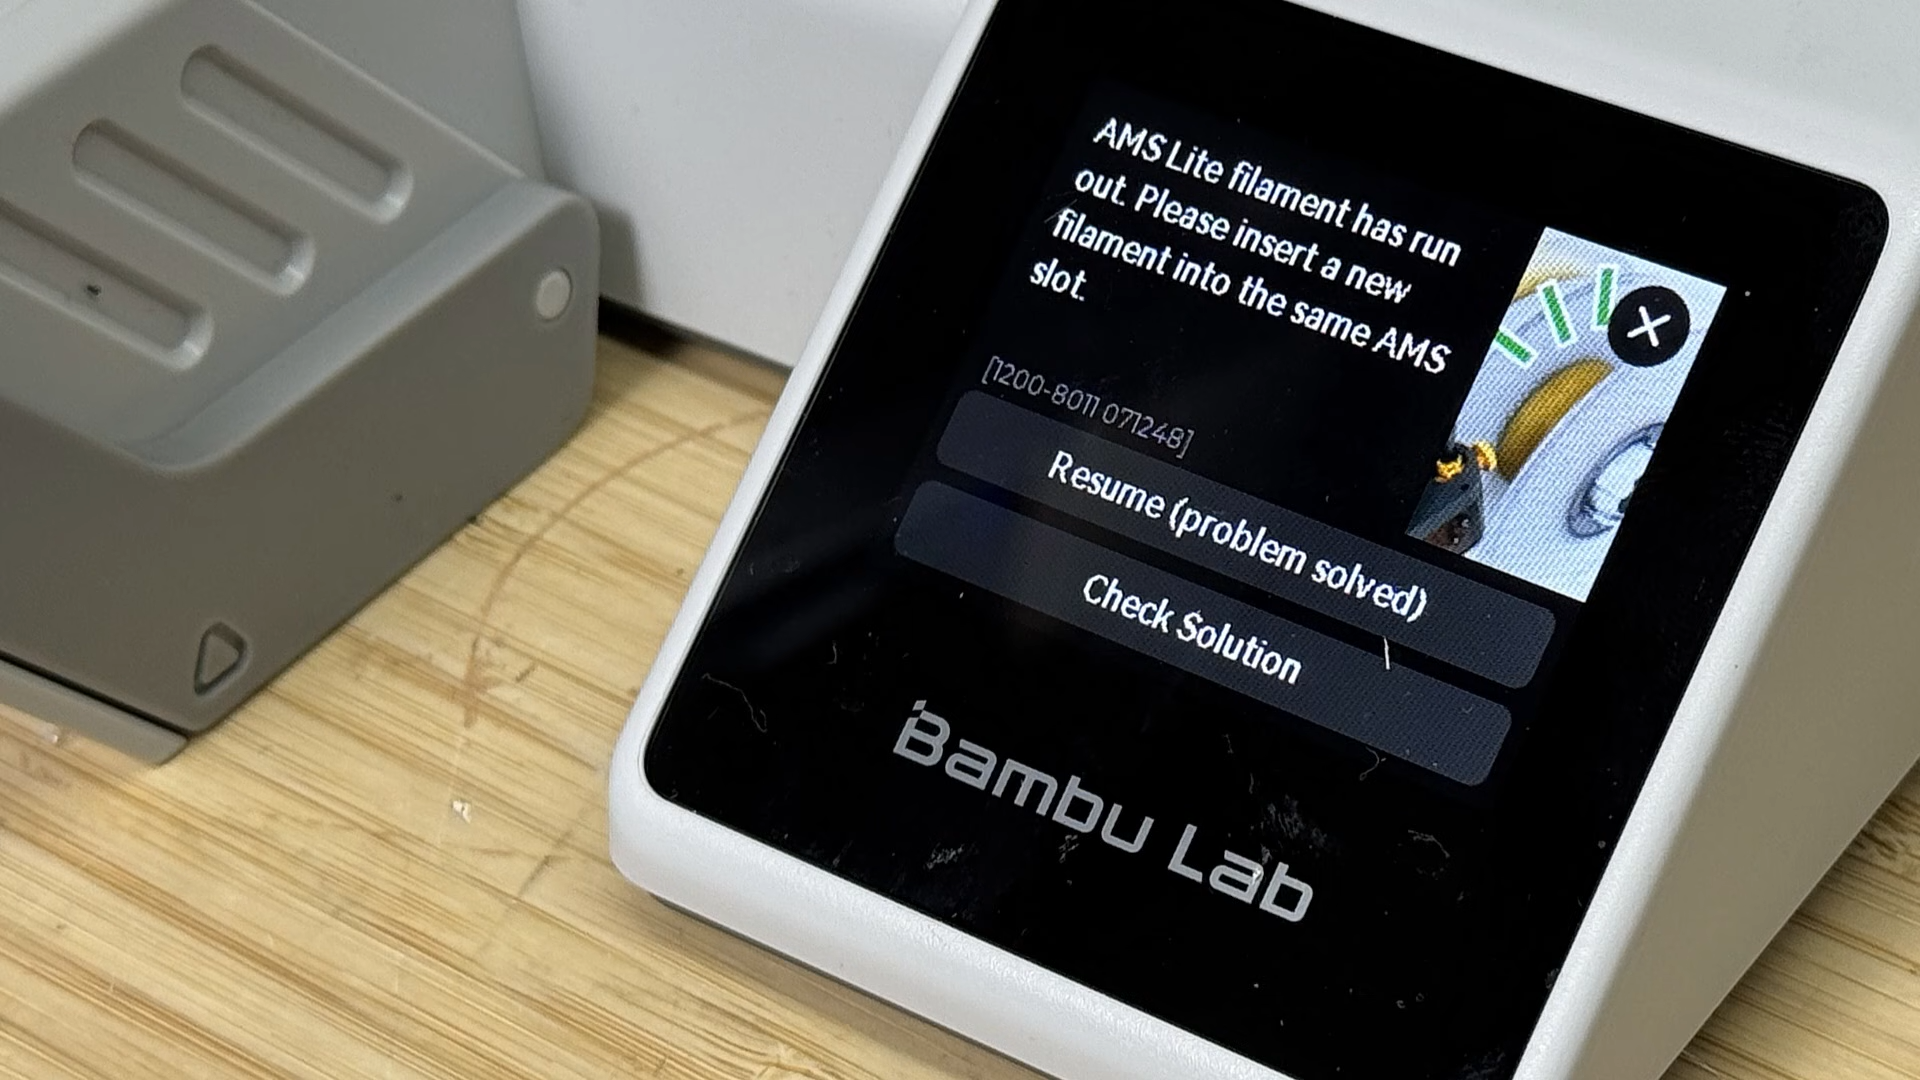 AMS Lite filament has run
out. Please insert a new
filament into the same AMS
slot.
[1200-8011 071248]
Resume (problem solved)
Check Solution
Bambu Lab